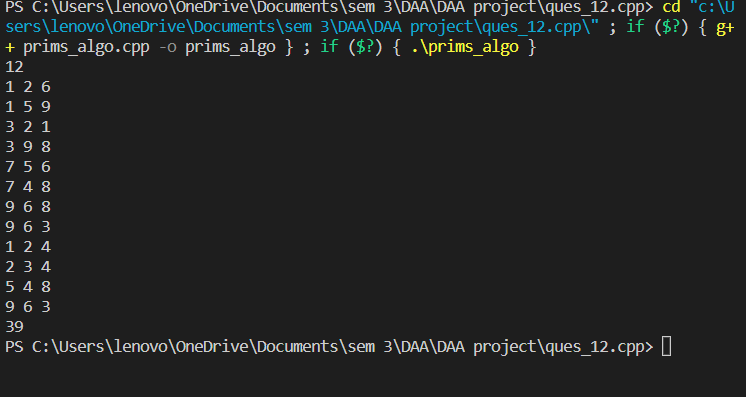 PS C:\Users\lenovo\OneDrive\Documents\sem 3\DAA\DAA project\ques_12.cpp> cd "c:\U
sers\lenovo\OneDrive\Documents\sem 3\DAA\DAA project\ques_12.cpp\" ; if ($?) { g+
+ prims_algo.cpp -o prims_algo } ; if ($?) { .\prims_algo }
12
1 2 6
1 5 9
3 2 1
3 9 8
7 5 6
7 4 8
9 6 8
9 6 3
1 2 4
2 3 4
5 4 8
9 6 3
39
PS C:\Users\lenovo\OneDrive\Documents\sem 3\DAA\DAA project\ques_12.cpp>